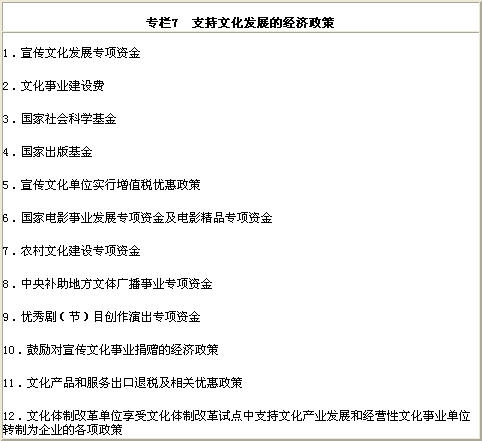 专栏7 支持文化发展的经济政策
1．宣传文化发展专项资金
2．文化事业建设费
3．国家社会科学基金
4．国家出版基金
5．宣传文化单位实行增值税优惠政策
6．国家电影事业发展专项资金及电影精品专项资金
7．农村文化建设专项资金
8．中央补助地方文体广播事业专项资金
9．优秀剧（节）目创作演出专项资金
10．鼓励对宣传文化事业捐赠的经济政策
11．文化产品和服务出口退税及相关优惠政策
12．文化体制改革单位享受文化体制改革试点中支持文化产业发展和经营性文化事业单位
转制为企业的各项政策